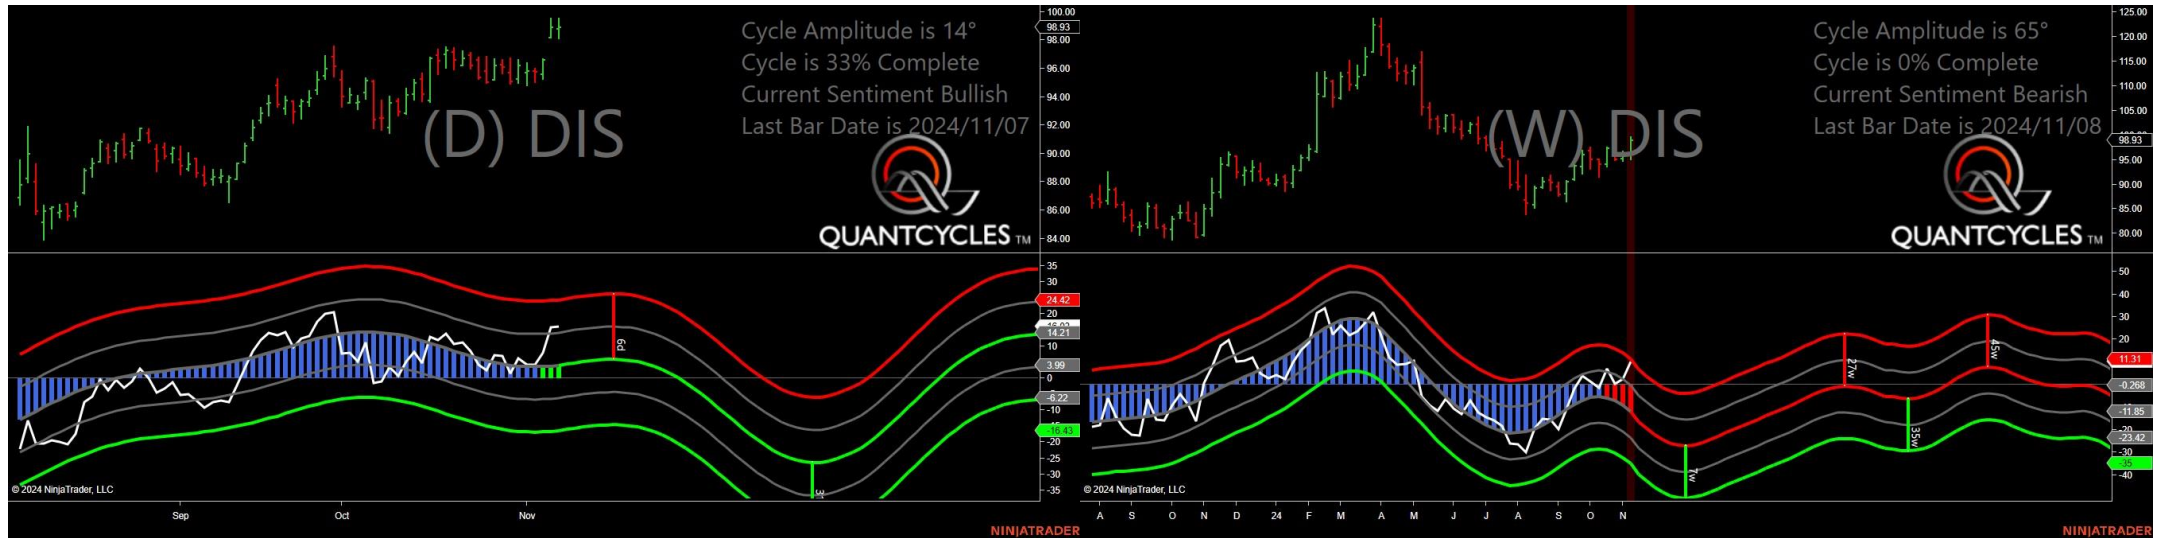 Cycle Amplitude is 14°
Cycle is 33% Complete
Current Sentiment Bullish
Last Bar Date is 2024/11/07
(D) DIS
QUANTCYCLES TM
100.00
98.93
98.00
96.00
94.00
92.00
90.00
88.00
86.00
84.00
35
30
24.42
20
14.21
10
3.99
0
-6.22
-10
-16.43
-20
-25
-30
-35
6d
© 2024 NinjaTrader, LLC
Sep Oct Nov
NINJATRADER
Cycle Amplitude is 65°
Cycle is 0% Complete
Current Sentiment Bearish
Last Bar Date is 2024/11/08
(W) DIS
QUANTCYCLES TM
125.00
120.00
115.00
110.00
105.00
98.93
95.00
90.00
85.00
80.00
50
40
30
20
11.31
-0.268
-11.85
-23.42
-30
-35
-40
7w
27w
35w
45w
© 2024 NinjaTrader, LLC
A S O N D 24 F M A M J J A S O N
NINJATRADER